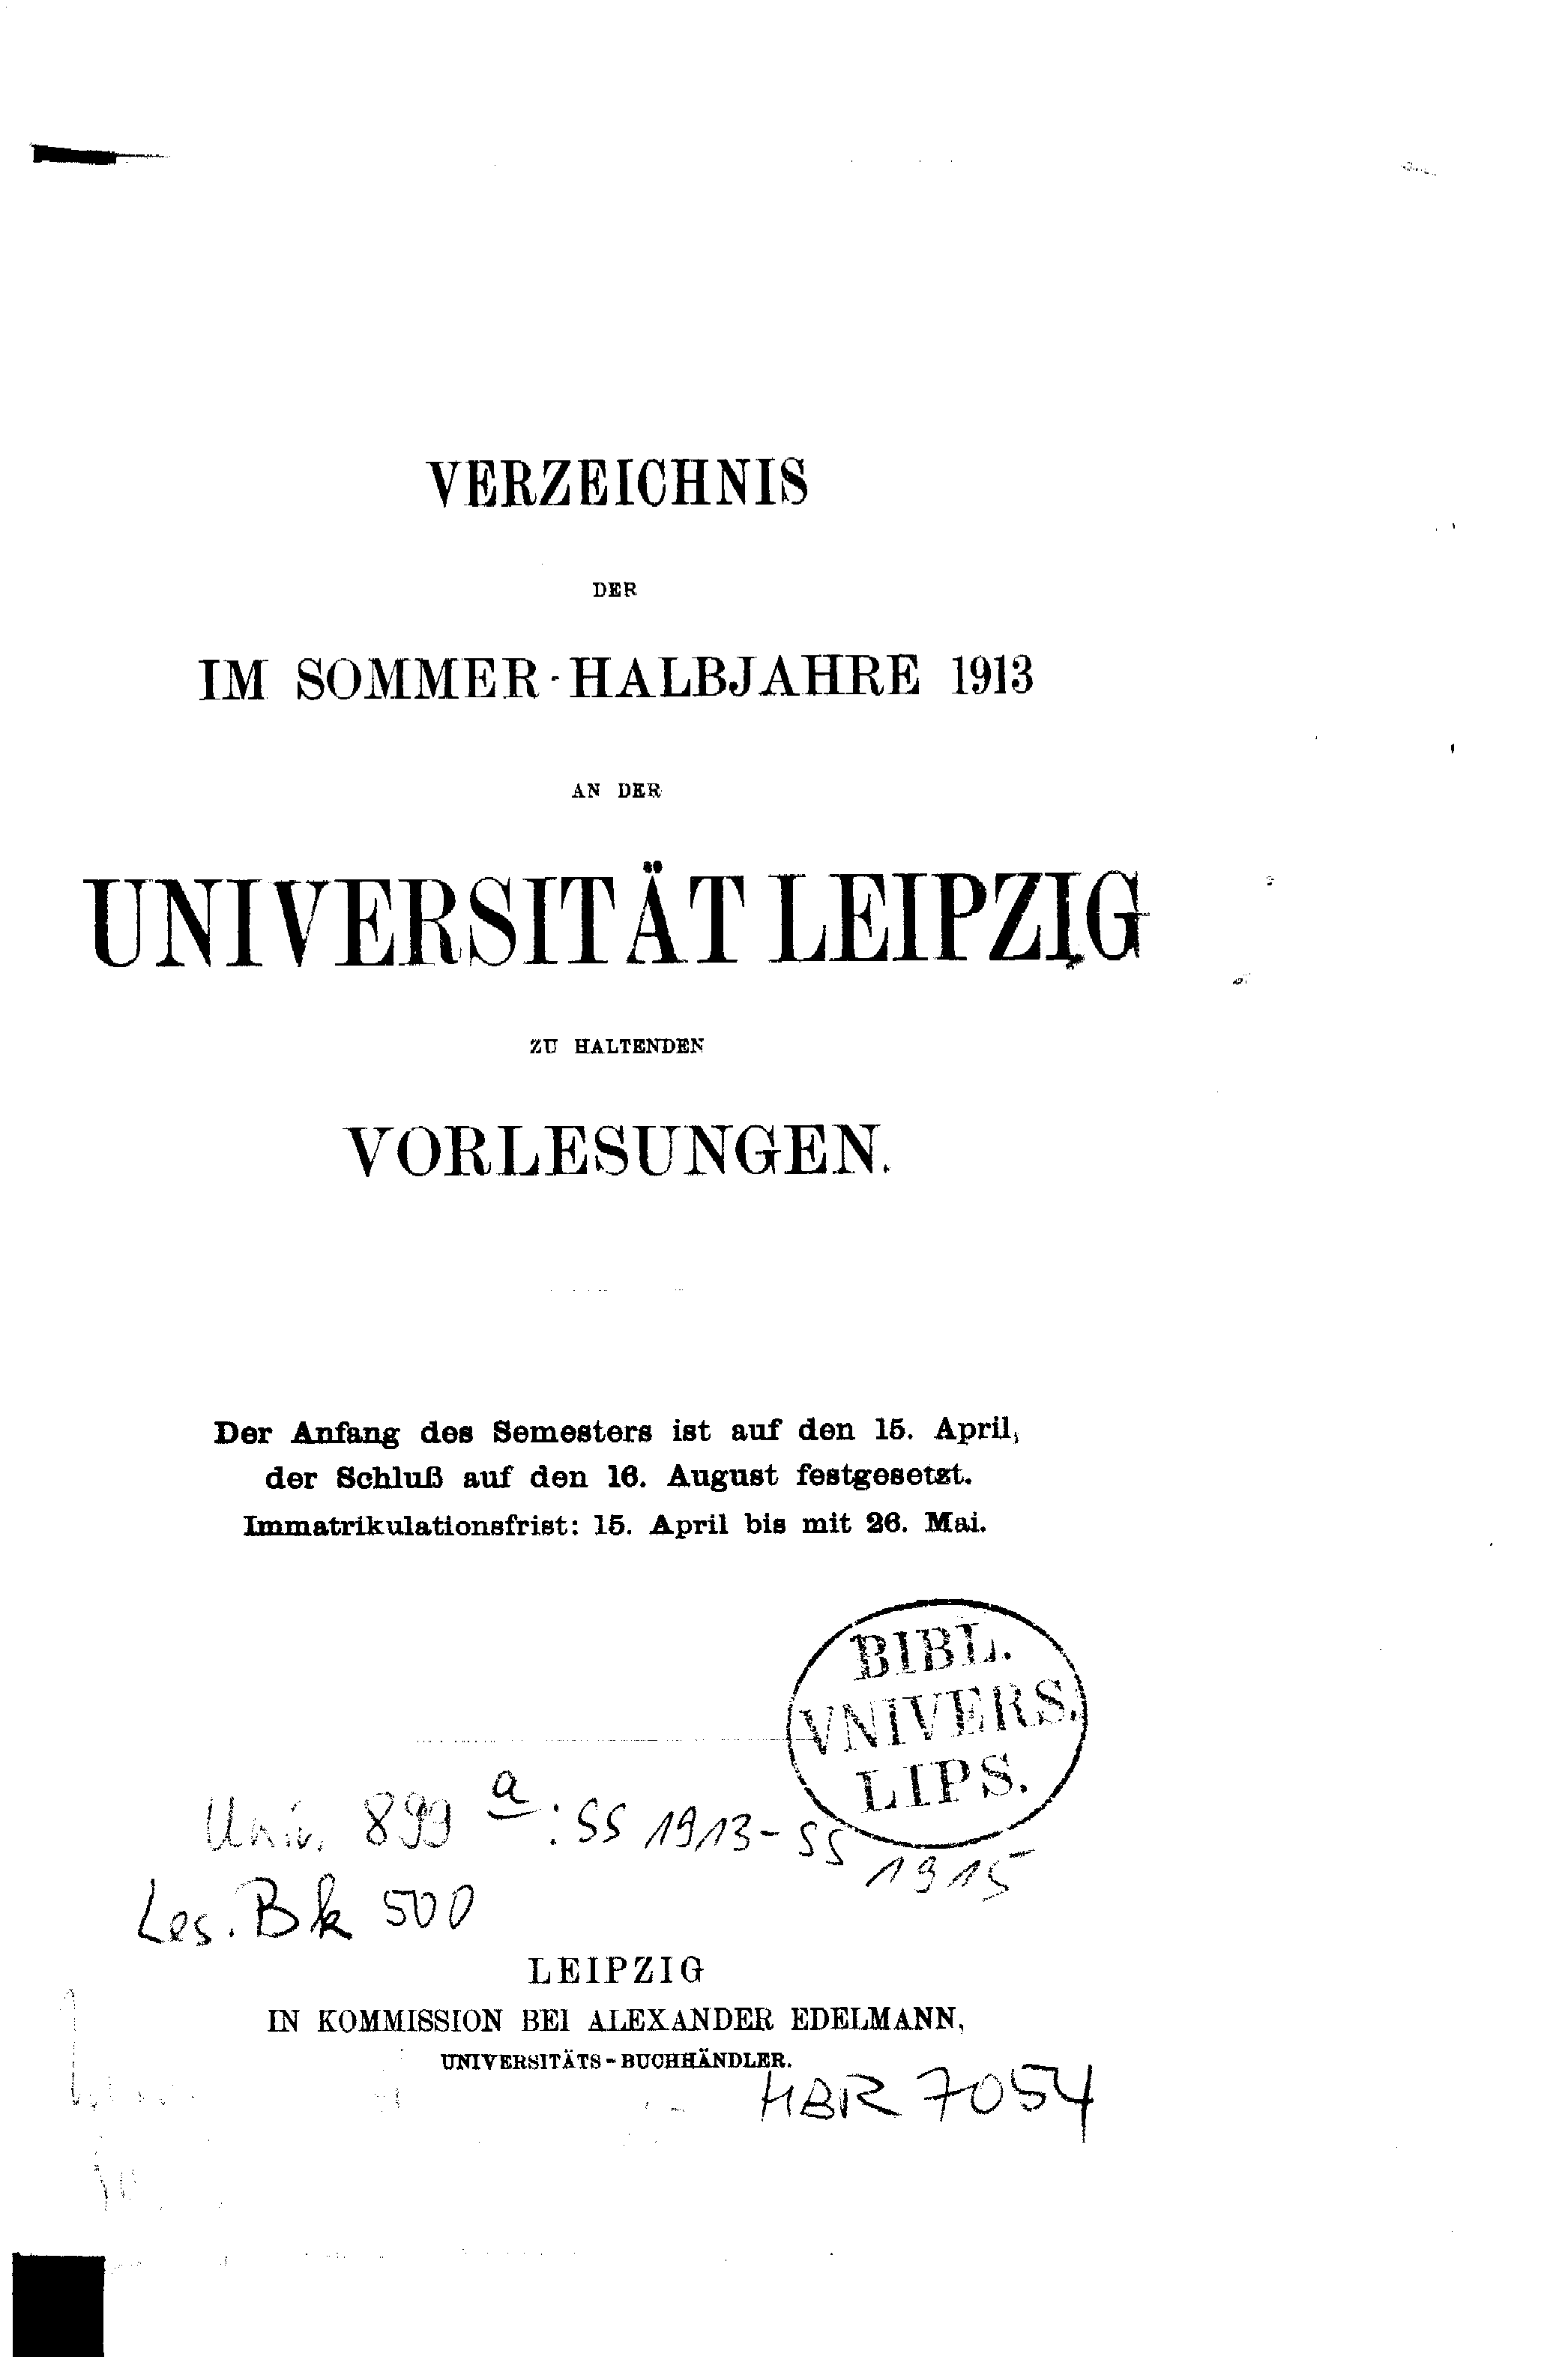 VERZEICHNIS
DER
IM SOMMER-HALBJAHRE 1913
AN DER
UNIVERSITÄT LEIPZIG
ZU HALTENDEN
VORLESUNGEN.
Der Anfang des Semesters ist auf den 15. April,
der Schluß auf den 16. August festgesetzt.
Immatrikulationsfrist: 15. April bis mit 26. Mai.
BIBL.
VNIVERS.
LIPS.
Univ. 899 a : SS 1913 - SS 1915
Les. Bk 500
LEIPZIG
IN KOMMISSION BEI ALEXANDER EDELMANN,
UNIVERSITÄTS-BUCHHÄNDLER.
HBR 7054